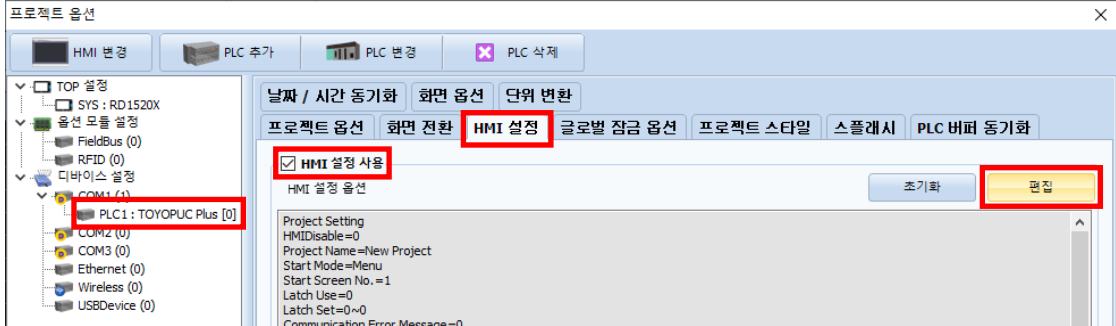 프로젝트 옵션
HMI 변경 PLC 추가 PLC 변경 PLC 삭제
TOP 설정
SYS : RD1520X
옵션 모듈 설정
FieldBus (0)
RFID (0)
디바이스 설정
COM1 (1)
PLC1 : TOYOPUC Plus [0]
COM2 (0)
COM3 (0)
Ethernet (0)
Wireless (0)
USBDevice (0)
날짜 / 시간 동기화 화면 옵션 단위 변환
프로젝트 옵션 화면 전환 HMI 설정 글로벌 잠금 옵션 프로젝트 스타일 스플래시 PLC 버퍼 동기화
HMI 설정 사용
HMI 설정 옵션 초기화 편집
Project Setting
HMIDisable=0
Project Name=New Project
Start Mode=Menu
Start Screen No.=1
Latch Use=0
Latch Set=0~0
Communication Error Message=0